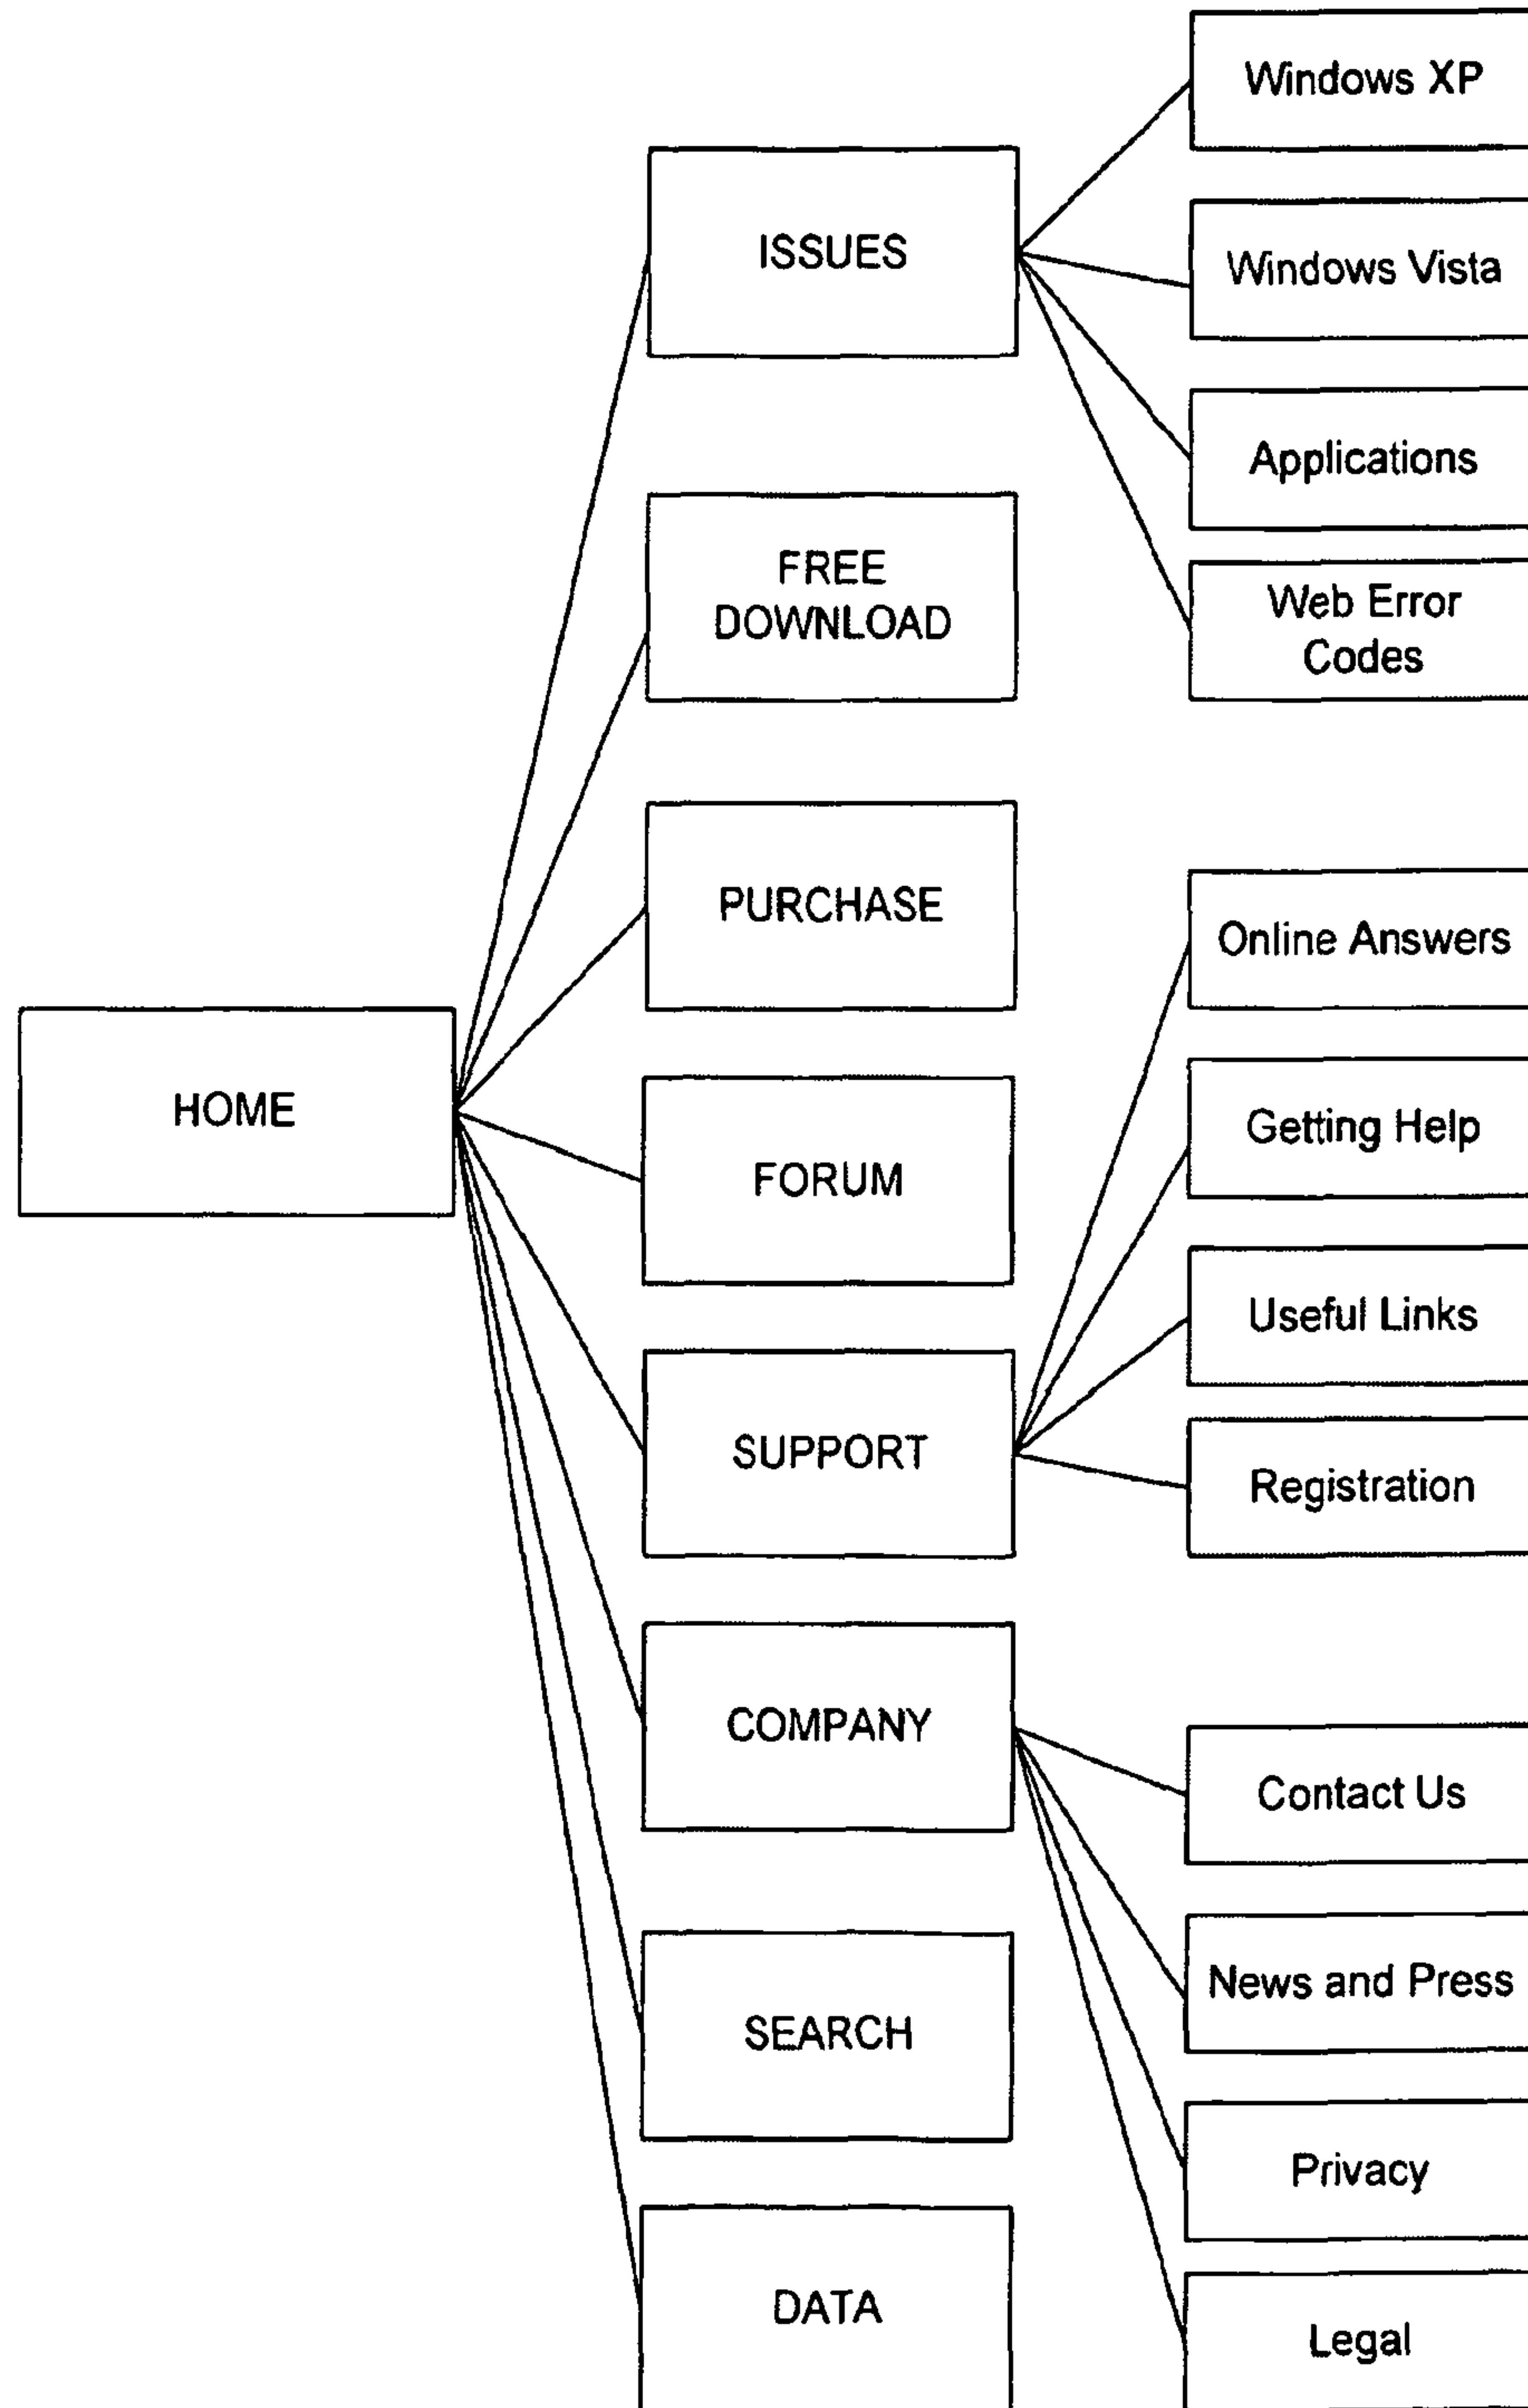 HOME
ISSUES
FREE
DOWNLOAD
PURCHASE
FORUM
SUPPORT
COMPANY
SEARCH
DATA
Windows XP
Windows Vista
Applications
Web Error
Codes
Online Answers
Getting Help
Useful Links
Registration
Contact Us
News and Press
Privacy
Legal